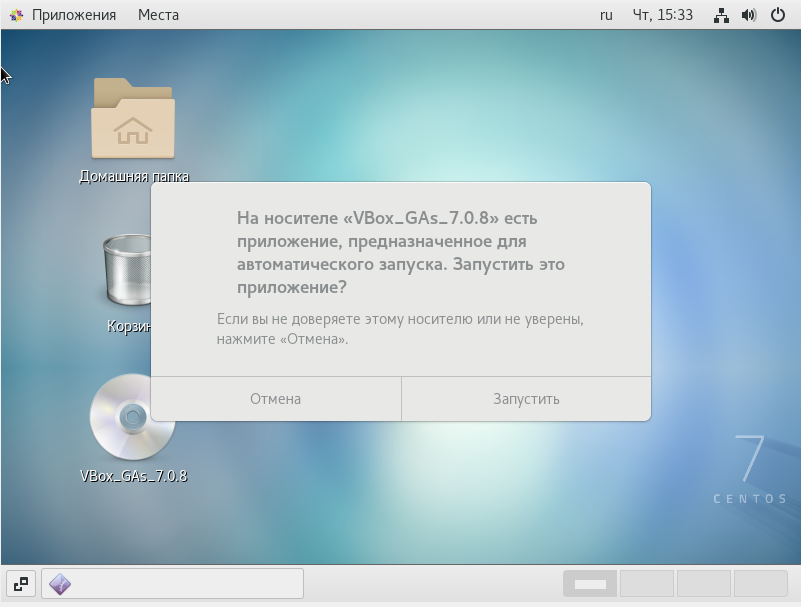 Приложения Места ru Чт, 15:33
Домашняя папка
На носителе «VBox_GAs_7.0.8» есть
приложение, предназначенное для
автоматического запуска. Запустить это
приложение?
Если вы не доверяете этому носителю или не уверены,
нажмите «Отмена».
Отмена Запустить
Корзин
VBox_GAs_7.0.8
7
CENTOS